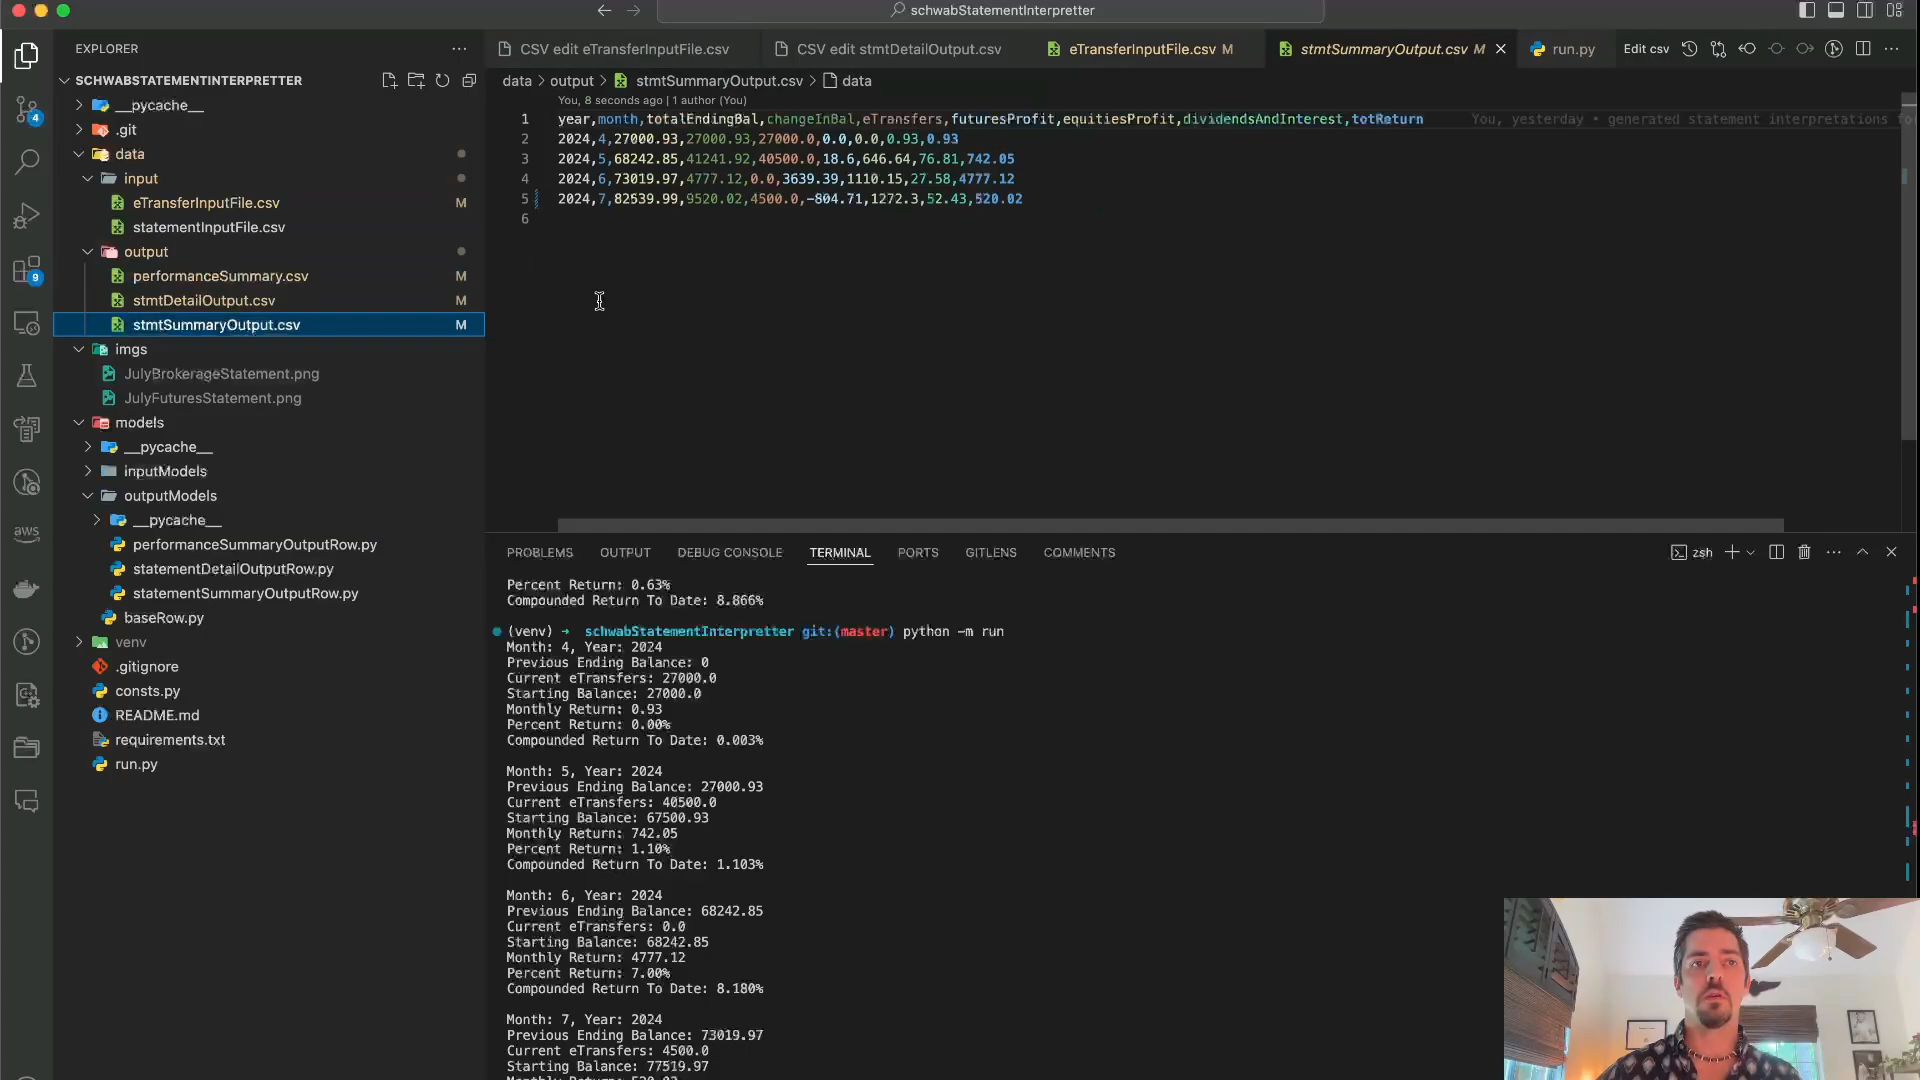 schwabStatementInterpretter
EXPLORER
SCHWABSTATEMENTINTERPRETTER
__pycache__
.git
data
input
eTransferInputFile.csv M
statementInputFile.csv
output
performanceSummary.csv M
stmtDetailOutput.csv M
stmtSummaryOutput.csv M
imgs
JulyBrokerageStatement.png
JulyFuturesStatement.png
models
__pycache__
inputModels
outputModels
__pycache__
performanceSummaryOutputRow.py
statementDetailOutputRow.py
statementSummaryOutputRow.py
baseRow.py
venv
.gitignore
consts.py
README.md
requirements.txt
run.py
4
9
aws
CSV edit eTransferInputFile.csv
CSV edit stmtDetailOutput.csv
eTransferInputFile.csv M
stmtSummaryOutput.csv M
run.py
Edit csv
data > output > stmtSummaryOutput.csv > data
You, 8 seconds ago | 1 author (You)
1 year,month,totalEndingBal,changeInBal,eTransfers,futuresProfit,equitiesProfit,dividendsAndInterest,totReturn You, yesterday • generated statement interpretations fo
2 2024,4,27000.93,27000.93,27000.0,0.0,0.0,0.93,0.93
3 2024,5,68242.85,41241.92,40500.0,18.6,646.64,76.81,742.05
4 2024,6,73019.97,4777.12,0.0,3639.39,1110.15,27.58,4777.12
5 2024,7,82539.99,9520.02,4500.0,-804.71,1272.3,52.43,520.02
6
PROBLEMS OUTPUT DEBUG CONSOLE TERMINAL PORTS GITLENS COMMENTS
zsh
Percent Return: 0.63%
Compounded Return To Date: 8.866%
(venv) → schwabStatementInterpretter git:(master) python -m run
Month: 4, Year: 2024
Previous Ending Balance: 0
Current eTransfers: 27000.0
Starting Balance: 27000.0
Monthly Return: 0.93
Percent Return: 0.00%
Compounded Return To Date: 0.003%
Month: 5, Year: 2024
Previous Ending Balance: 27000.93
Current eTransfers: 40500.0
Starting Balance: 67500.93
Monthly Return: 742.05
Percent Return: 1.10%
Compounded Return To Date: 1.103%
Month: 6, Year: 2024
Previous Ending Balance: 68242.85
Current eTransfers: 0.0
Starting Balance: 68242.85
Monthly Return: 4777.12
Percent Return: 7.00%
Compounded Return To Date: 8.180%
Month: 7, Year: 2024
Previous Ending Balance: 73019.97
Current eTransfers: 4500.0
Starting Balance: 77519.97
Monthly Return: 520.02